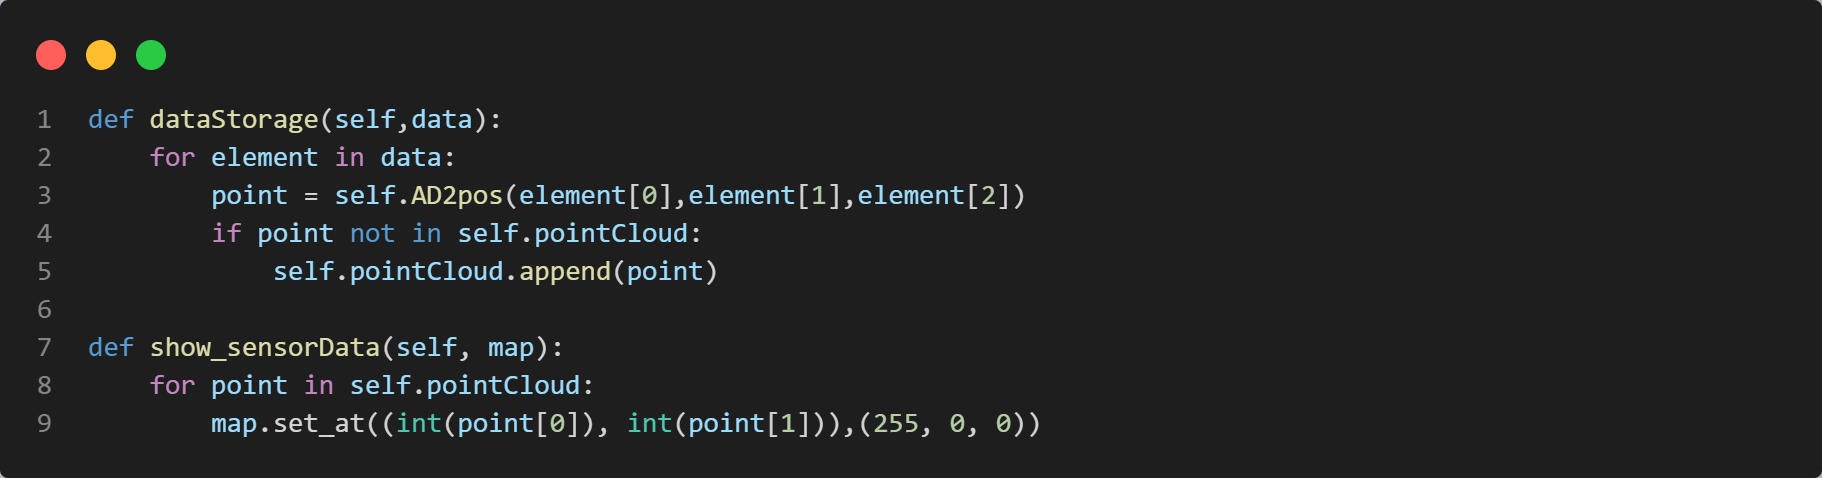 1 def dataStorage(self,data):
2     for element in data:
3         point = self.AD2pos(element[0],element[1],element[2])
4         if point not in self.pointCloud:
5             self.pointCloud.append(point)
6
7 def show_sensorData(self, map):
8     for point in self.pointCloud:
9         map.set_at((int(point[0]), int(point[1])),(255, 0, 0))